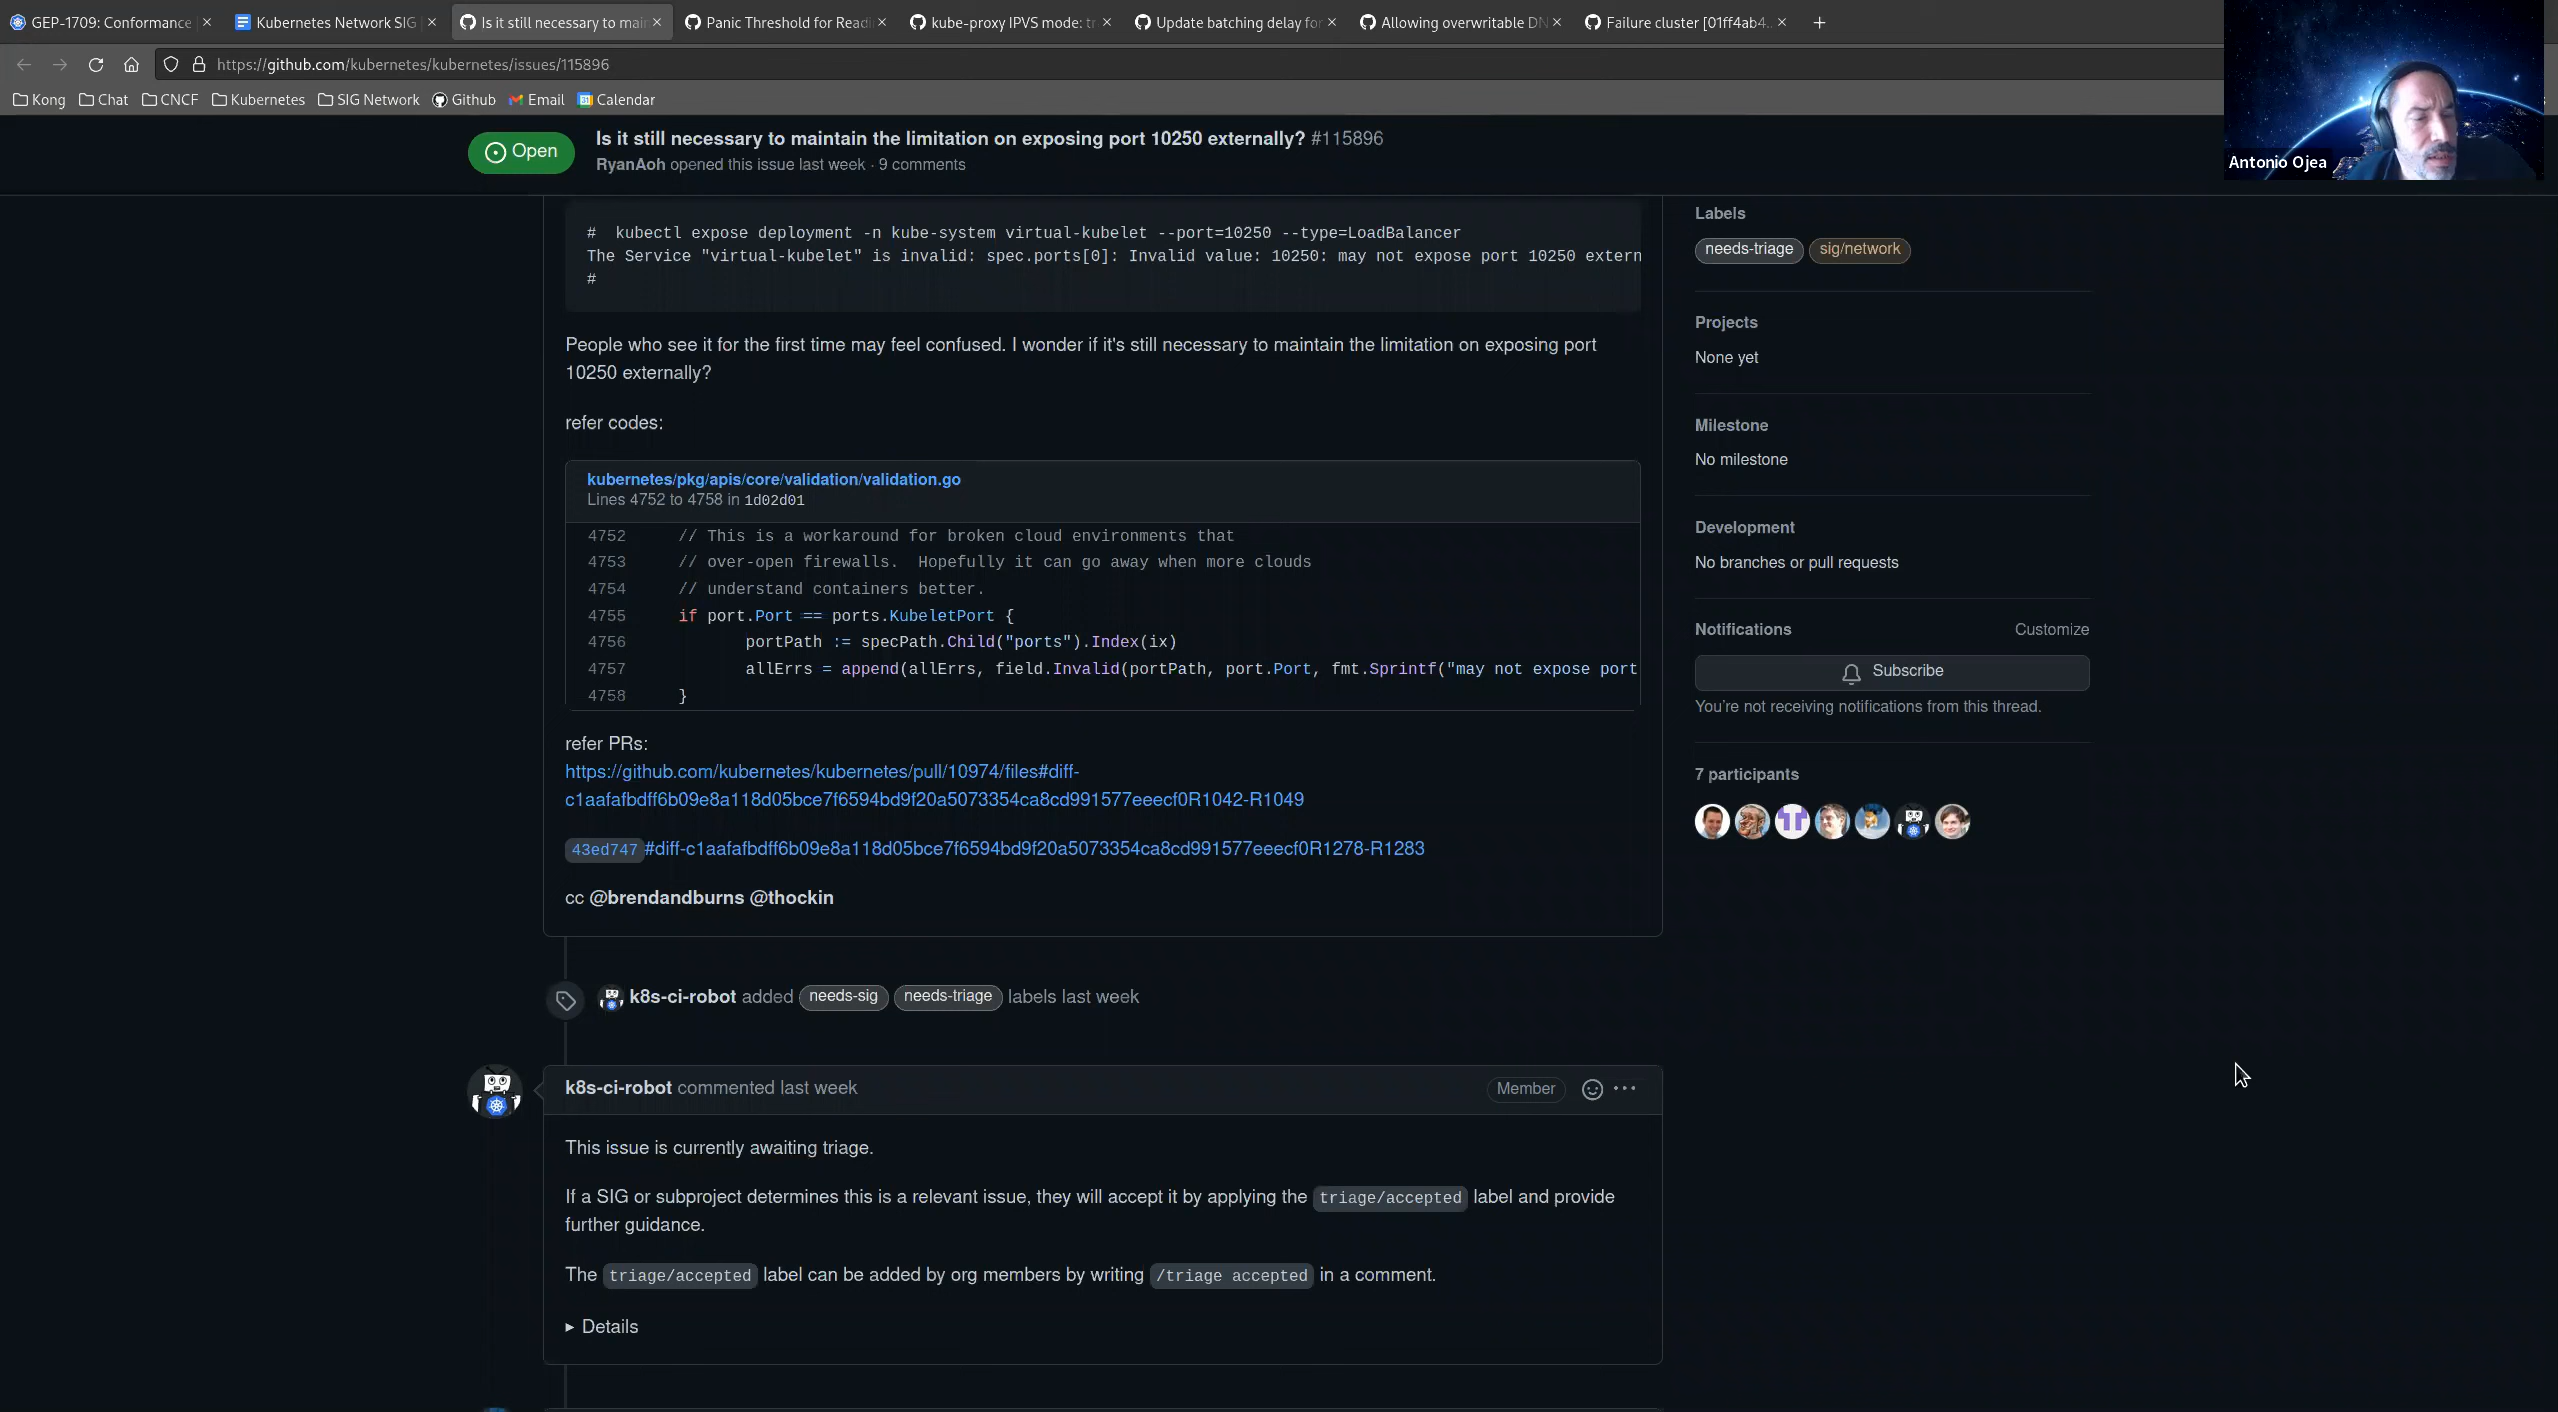 GEP-1709: Conformance
Kubernetes Network SIG
Is it still necessary to mai
Panic Threshold for Readi
kube-proxy IPVS mode: tr
Update batching delay for
Allowing overwritable DN
Failure cluster [01ff4ab4...
https://github.com/kubernetes/kubernetes/issues/115896
Kong
Chat
CNCF
Kubernetes
SIG Network
Github
Email
Calendar
Antonio Ojea
Open
Is it still necessary to maintain the limitation on exposing port 10250 externally? #115896
RyanAoh opened this issue last week · 9 comments
#  kubectl expose deployment -n kube-system virtual-kubelet --port=10250 --type=LoadBalancer
The Service "virtual-kubelet" is invalid: spec.ports[0]: Invalid value: 10250: may not expose port 10250 extern
#
People who see it for the first time may feel confused. I wonder if it's still necessary to maintain the limitation on exposing port
10250 externally?
refer codes:
kubernetes/pkg/apis/core/validation/validation.go
Lines 4752 to 4758 in 1d02d01
4752 // This is a workaround for broken cloud environments that
4753 // over-open firewalls.  Hopefully it can go away when more clouds
4754 // understand containers better.
4755 if port.Port == ports.KubeletPort {
4756 portPath := specPath.Child("ports").Index(ix)
4757 allErrs = append(allErrs, field.Invalid(portPath, port.Port, fmt.Sprintf("may not expose port
4758 }
refer PRs:
https://github.com/kubernetes/kubernetes/pull/10974/files#diff-
c1aafafbdff6b09e8a118d05bce7f6594bd9f20a5073354ca8cd991577eeecf0R1042-R1049
43ed747#diff-c1aafafbdff6b09e8a118d05bce7f6594bd9f20a5073354ca8cd991577eeecf0R1278-R1283
cc @brendandburns @thockin
k8s-ci-robot added needs-sig needs-triage labels last week
k8s-ci-robot commented last week
Member
This issue is currently awaiting triage.
If a SIG or subproject determines this is a relevant issue, they will accept it by applying the triage/accepted label and provide
further guidance.
The triage/accepted label can be added by org members by writing /triage accepted in a comment.
Details
Labels
needs-triage
sig/network
Projects
None yet
Milestone
No milestone
Development
No branches or pull requests
Notifications
Customize
Subscribe
You're not receiving notifications from this thread.
7 participants